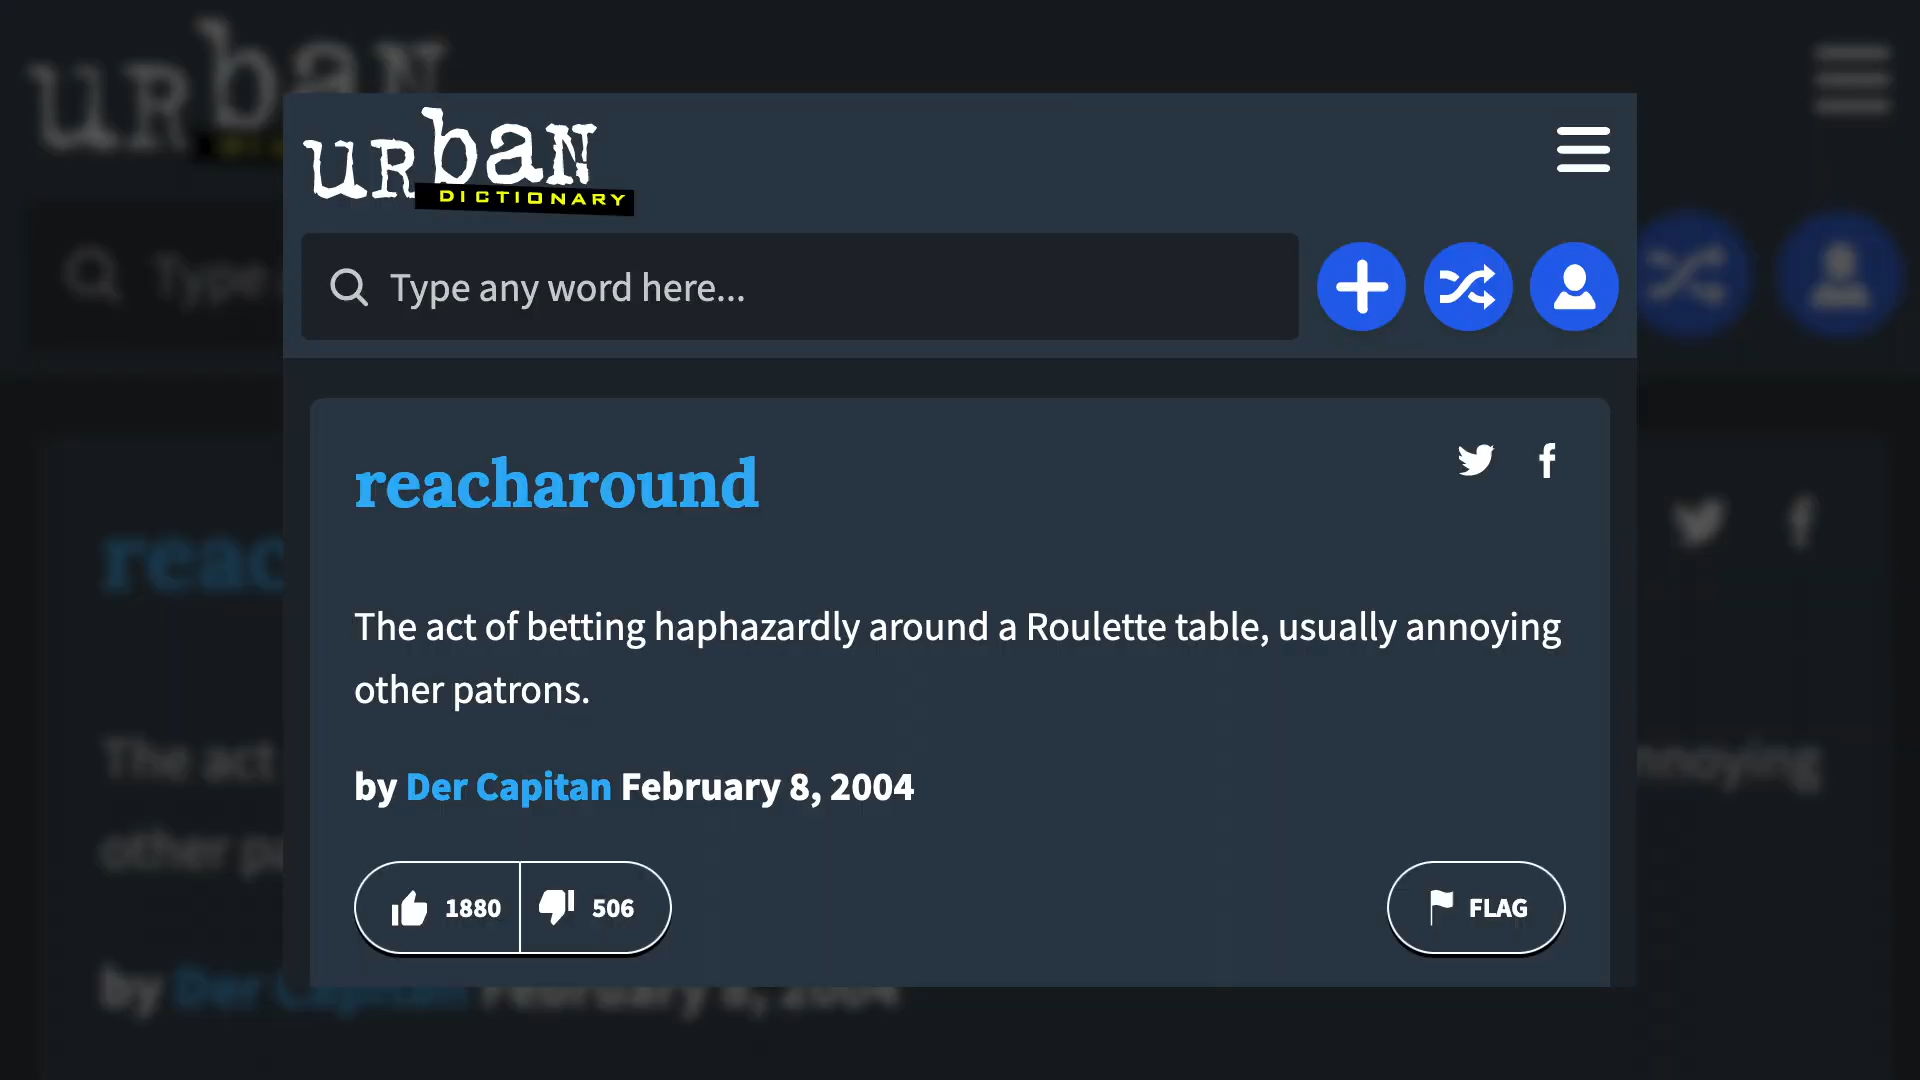 urban
DICTIONARY
Type any word here...
reacharound
The act of betting haphazardly around a Roulette table, usually annoying
other patrons.
by Der Capitan February 8, 2004
1880 506 FLAG